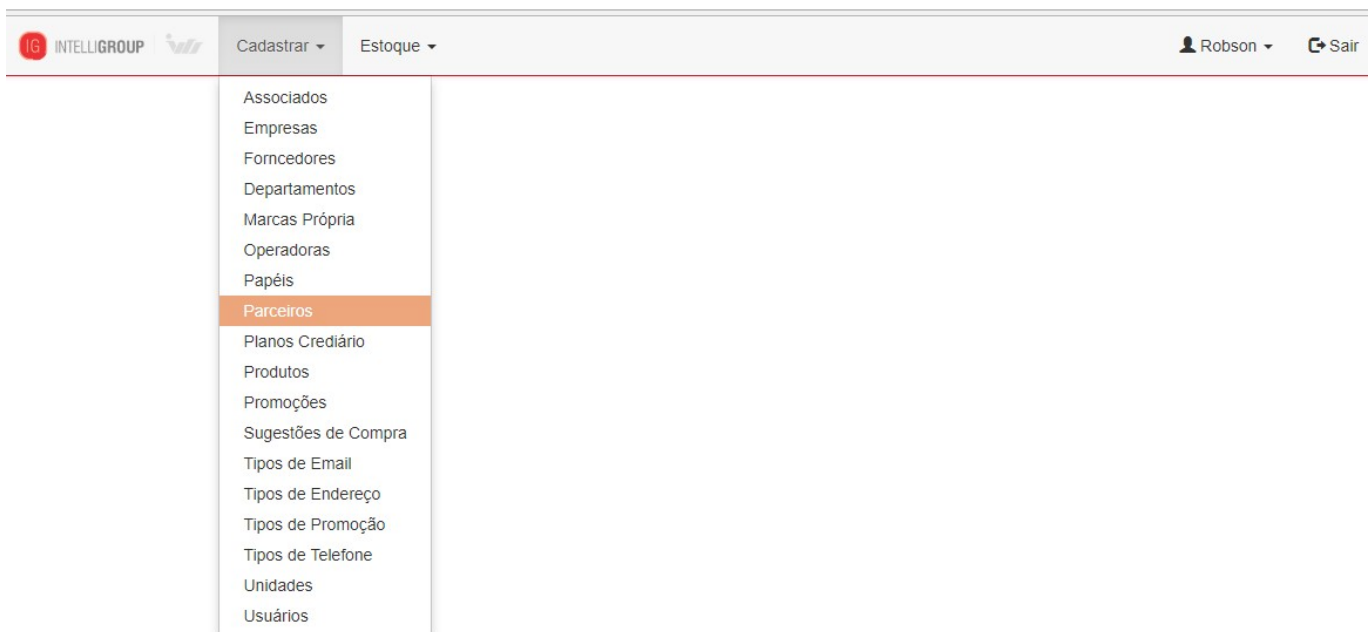 IG INTELLIGROUP Cadastrar Estoque Robson Sair
Associados
Empresas
Forncedores
Departamentos
Marcas Própria
Operadoras
Papéis
Parceiros
Planos Crediário
Produtos
Promoções
Sugestões de Compra
Tipos de Email
Tipos de Endereço
Tipos de Promoção
Tipos de Telefone
Unidades
Usuários